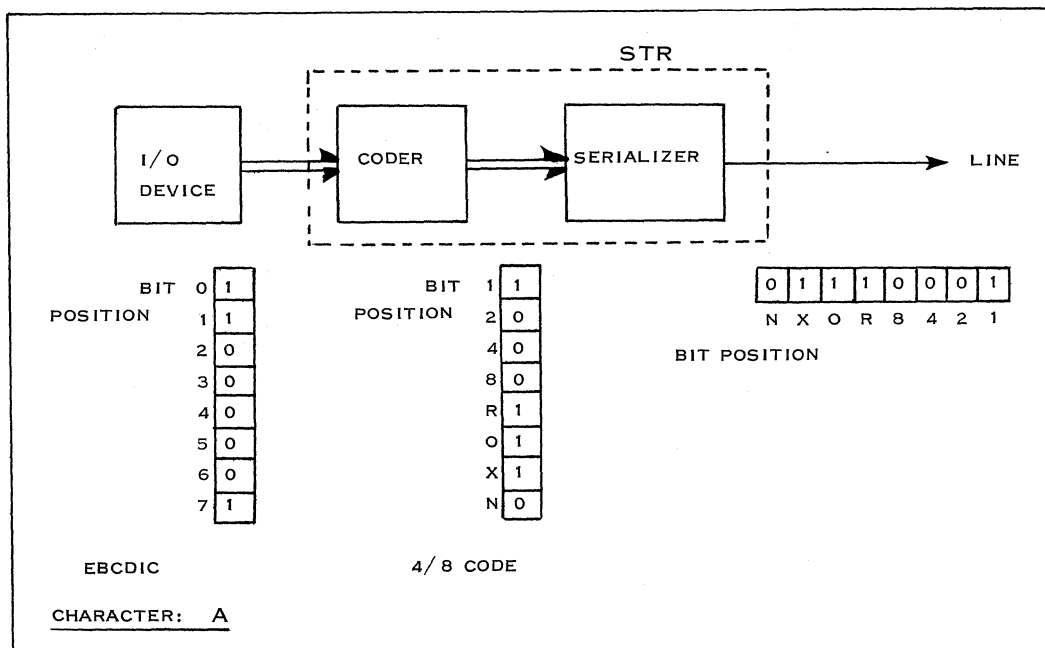 STR
I/O
DEVICE
CODER
SERIALIZER
LINE
BIT 0 1
POSITION 1 1
2 0
3 0
4 0
5 0
6 0
7 1
EBCDIC
BIT 1 1
POSITION 2 0
4 0
8 0
R 1
O 1
X 1
N 0
4/8 CODE
0 1 1 1 0 0 0 1
N X O R 8 4 2 1
BIT POSITION
CHARACTER: A